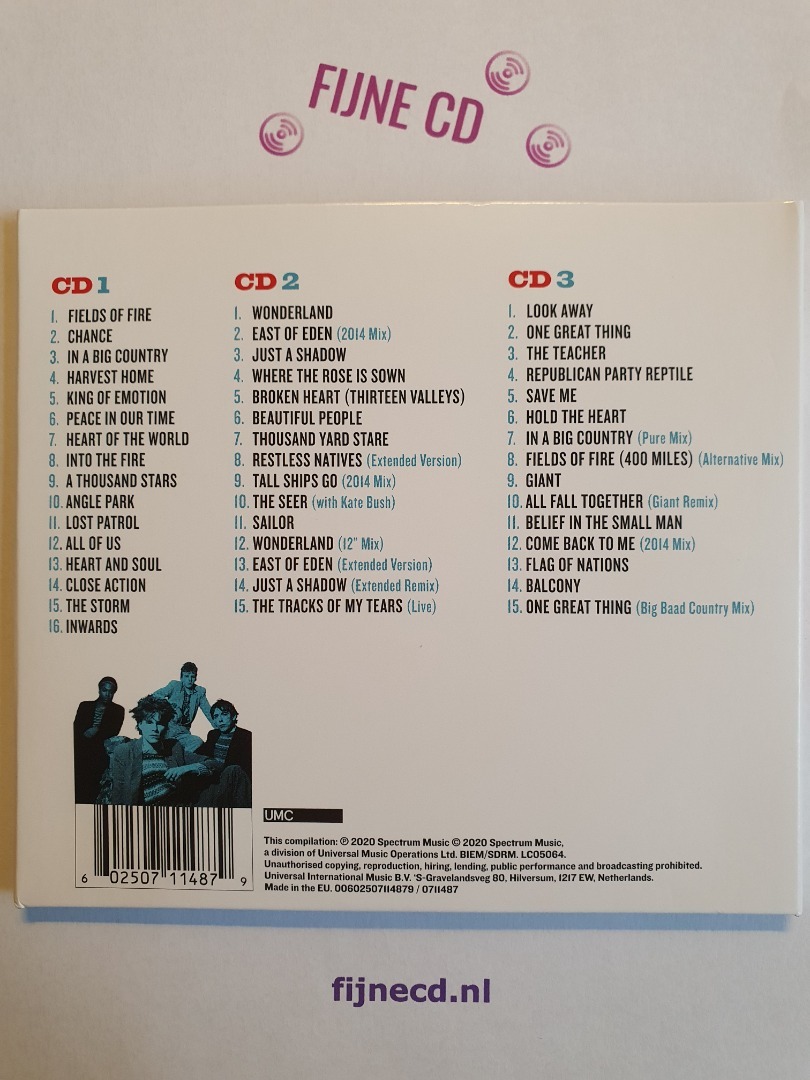 FIJNE CD
CD 1
1. FIELDS OF FIRE
2. CHANCE
3. IN A BIG COUNTRY
4. HARVEST HOME
5. KING OF EMOTION
6. PEACE IN OUR TIME
7. HEART OF THE WORLD
8. INTO THE FIRE
9. A THOUSAND STARS
10. ANGLE PARK
11. LOST PATROL
12. ALL OF US
13. HEART AND SOUL
14. CLOSE ACTION
15. THE STORM
16. INWARDS
CD 2
1. WONDERLAND
2. EAST OF EDEN (2014 Mix)
3. JUST A SHADOW
4. WHERE THE ROSE IS SOWN
5. BROKEN HEART (THIRTEEN VALLEYS)
6. BEAUTIFUL PEOPLE
7. THOUSAND YARD STARE
8. RESTLESS NATIVES (Extended Version)
9. TALL SHIPS GO (2014 Mix)
10. THE SEER (with Kate Bush)
11. SAILOR
12. WONDERLAND (12" Mix)
13. EAST OF EDEN (Extended Version)
14. JUST A SHADOW (Extended Remix)
15. THE TRACKS OF MY TEARS (Live)
CD 3
1. LOOK AWAY
2. ONE GREAT THING
3. THE TEACHER
4. REPUBLICAN PARTY REPTILE
5. SAVE ME
6. HOLD THE HEART
7. IN A BIG COUNTRY (Pure Mix)
8. FIELDS OF FIRE (400 MILES) (Alternative Mix)
9. GIANT
10. ALL FALL TOGETHER (Giant Remix)
11. BELIEF IN THE SMALL MAN
12. COME BACK TO ME (2014 Mix)
13. FLAG OF NATIONS
14. BALCONY
15. ONE GREAT THING (Big Baad Country Mix)
UMC
This compilation: ℗ 2020 Spectrum Music © 2020 Spectrum Music,
a division of Universal Music Operations Ltd. BIEM/SDRM. LC05064.
Unauthorised copying, reproduction, hiring, lending, public performance and broadcasting prohibited.
Universal International Music B.V. 'S-Gravelandsveg 80, Hilversum, 1217 EW, Netherlands.
Made in the EU. 00602507114879 / 0711487
6 02507 11487 9
fijnecd.nl